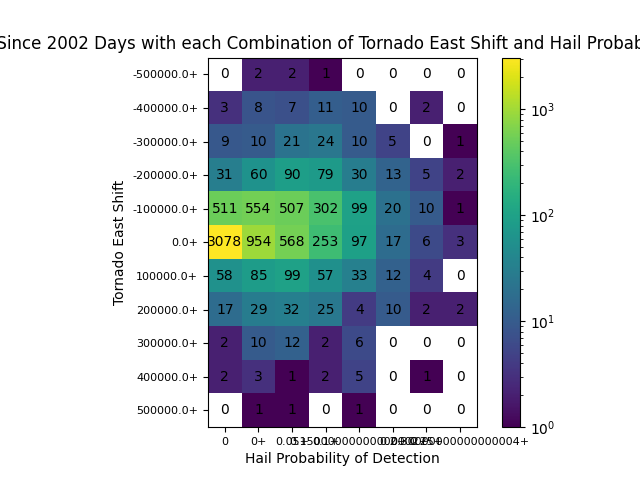 Since 2002 Days with each Combination of Tornado East Shift and Hail Probab
-500000.0+ 0 2 2 1 0 0 0 0
-400000.0+ 3 8 7 11 10 0 2 0
-300000.0+ 9 10 21 24 10 5 0 1
-200000.0+ 31 60 90 79 30 13 5 2
-100000.0+ 511 554 507 302 99 20 10 1
0.0+ 3078 954 568 253 97 17 6 3
100000.0+ 58 85 99 57 33 12 4 0
200000.0+ 17 29 32 25 4 10 2 2
300000.0+ 2 10 12 2 6 0 0 0
400000.0+ 2 3 1 2 5 0 1 0
500000.0+ 0 1 1 0 1 0 0 0
0 0+
Hail Probability of Detection
Tornado East Shift
10³
10²
10¹
10⁰